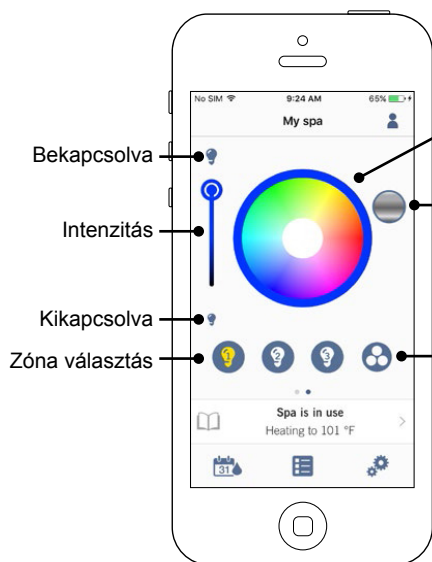 No SIM 9:24 AM 65%
My spa
Bekapcsolva
Intenzitás
Kikapcsolva
Zóna választás
1 2 3
Spa is in use
Heating to 101 °F
31